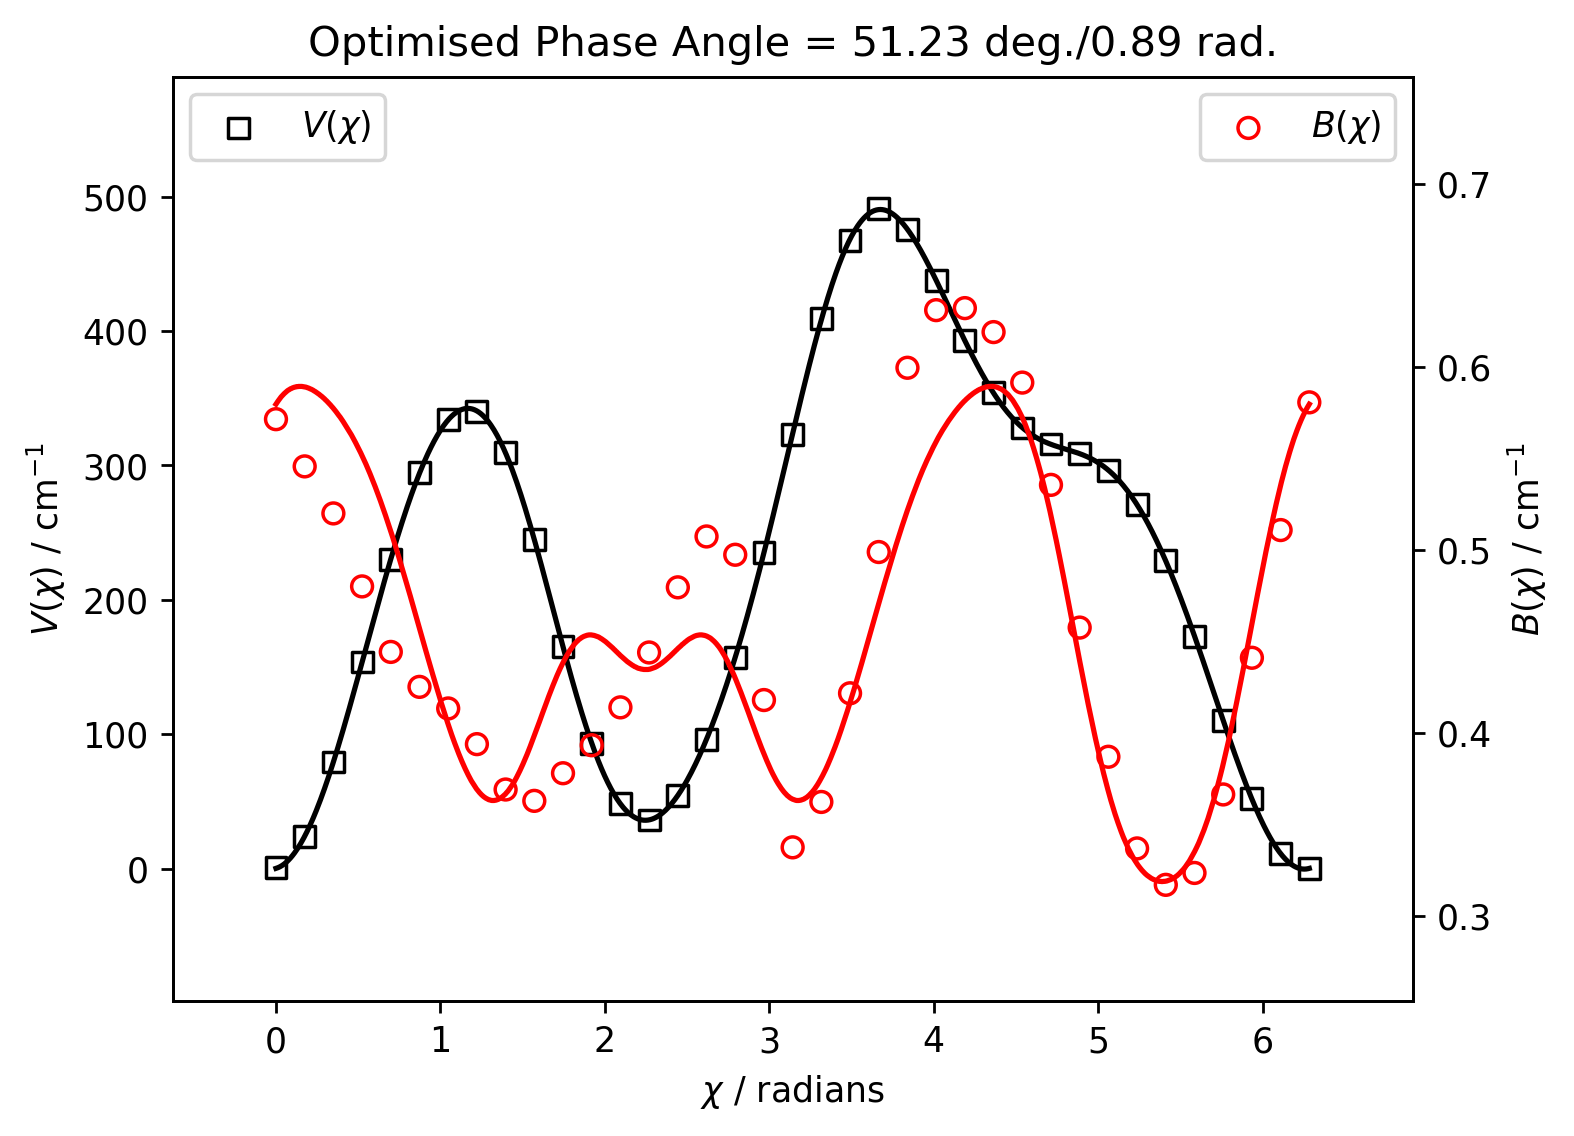 Optimised Phase Angle = 51.23 deg./0.89 rad.
V(χ)
B(χ)
500
400
300
200
100
0
V(χ) / cm⁻¹
0.7
0.6
0.5
0.4
0.3
B(χ) / cm⁻¹
0 1 2 3 4 5 6
χ / radians